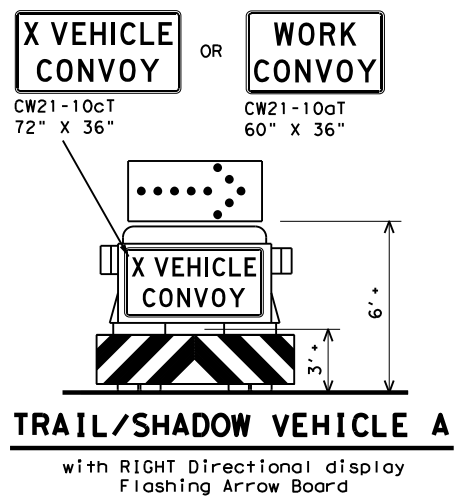 X VEHICLE
CONVOY
OR
WORK
CONVOY
CW21-10cT
72" X 36"
CW21-10aT
60" X 36"
X VEHICLE
CONVOY
6' +
3' +
TRAIL/SHADOW VEHICLE A
with RIGHT Directional display
Flashing Arrow Board